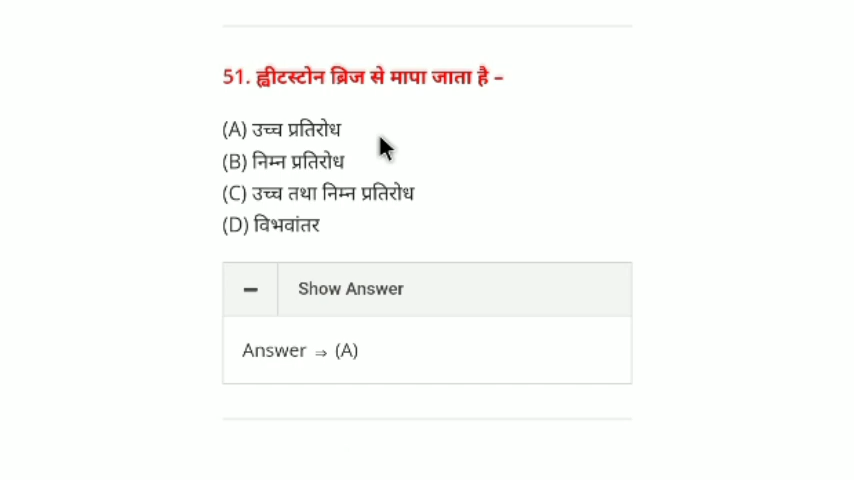 51. ह्वीटस्टोन ब्रिज से मापा जाता है –
(A) उच्च प्रतिरोध
(B) निम्न प्रतिरोध
(C) उच्च तथा निम्न प्रतिरोध
(D) विभवांतर
Show Answer
Answer ⇒ (A)